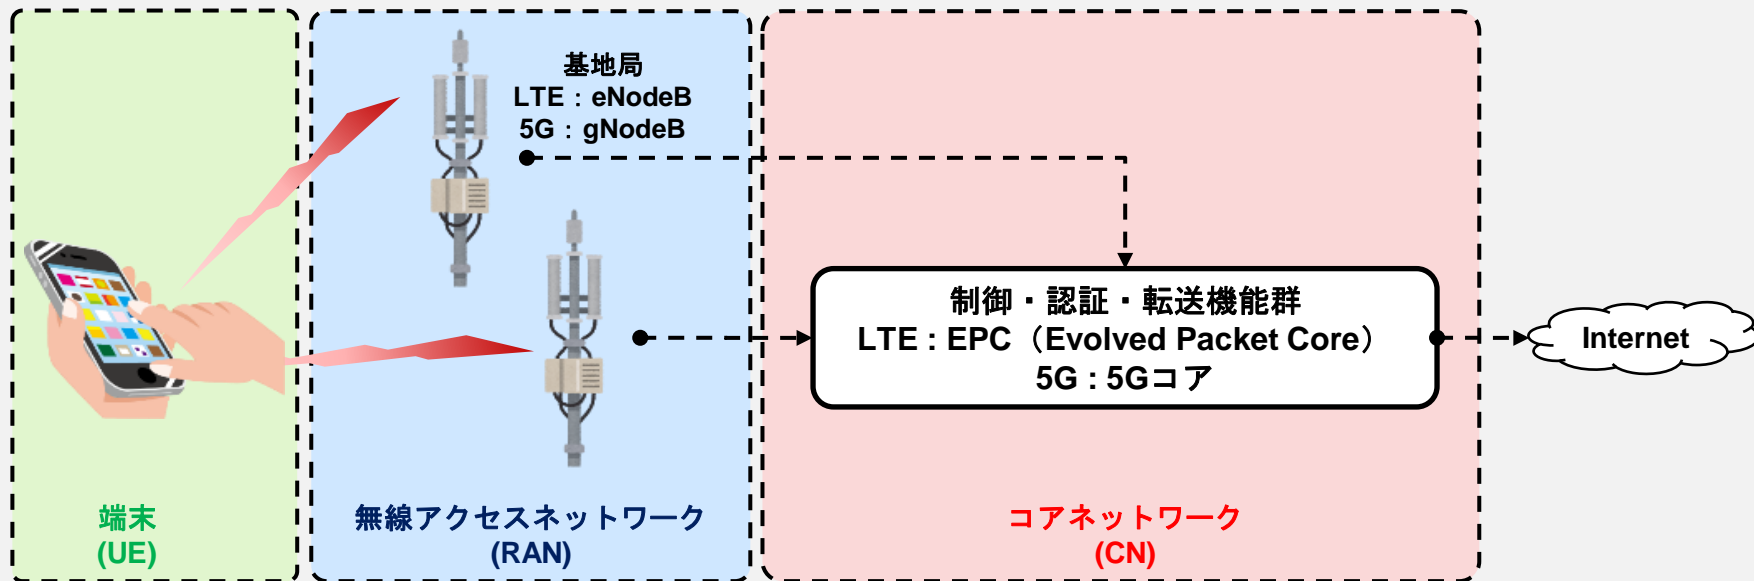 基地局
LTE：eNodeB
5G：gNodeB
制御・認証・転送機能群
LTE : EPC（Evolved Packet Core）
5G : 5Gコア
Internet
端末
(UE)
無線アクセスネットワーク
(RAN)
コアネットワーク
(CN)